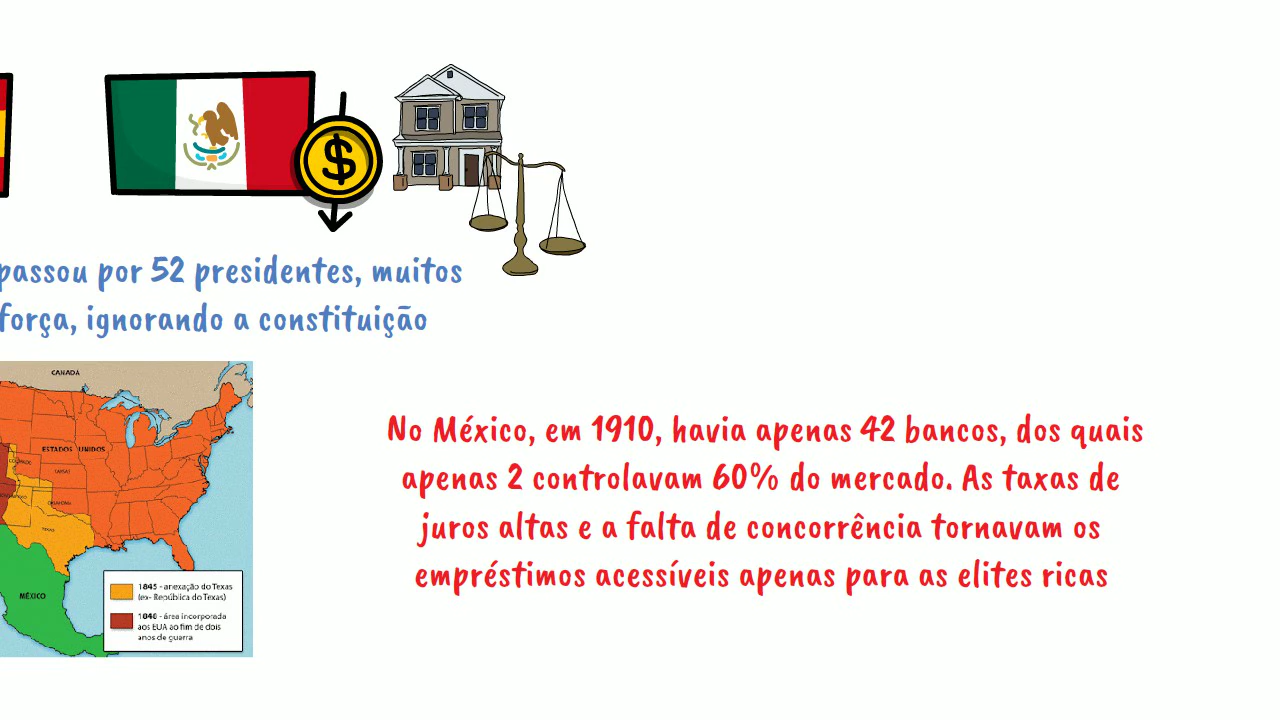 $
passou por 52 presidentes, muitos
força, ignorando a constituição
CANADÁ
ESTADOS UNIDOS
KANSAS
OKLAHOMA
TEXAS
MÉXICO
1845 - anexação do Texas
(ex- República do Texas)
1848 - área incorporada
aos EUA ao fim de dois
anos de guerra
No México, em 1910, havia apenas 42 bancos, dos quais
apenas 2 controlavam 60% do mercado. As taxas de
juros altas e a falta de concorrência tornavam os
empréstimos acessíveis apenas para as elites ricas